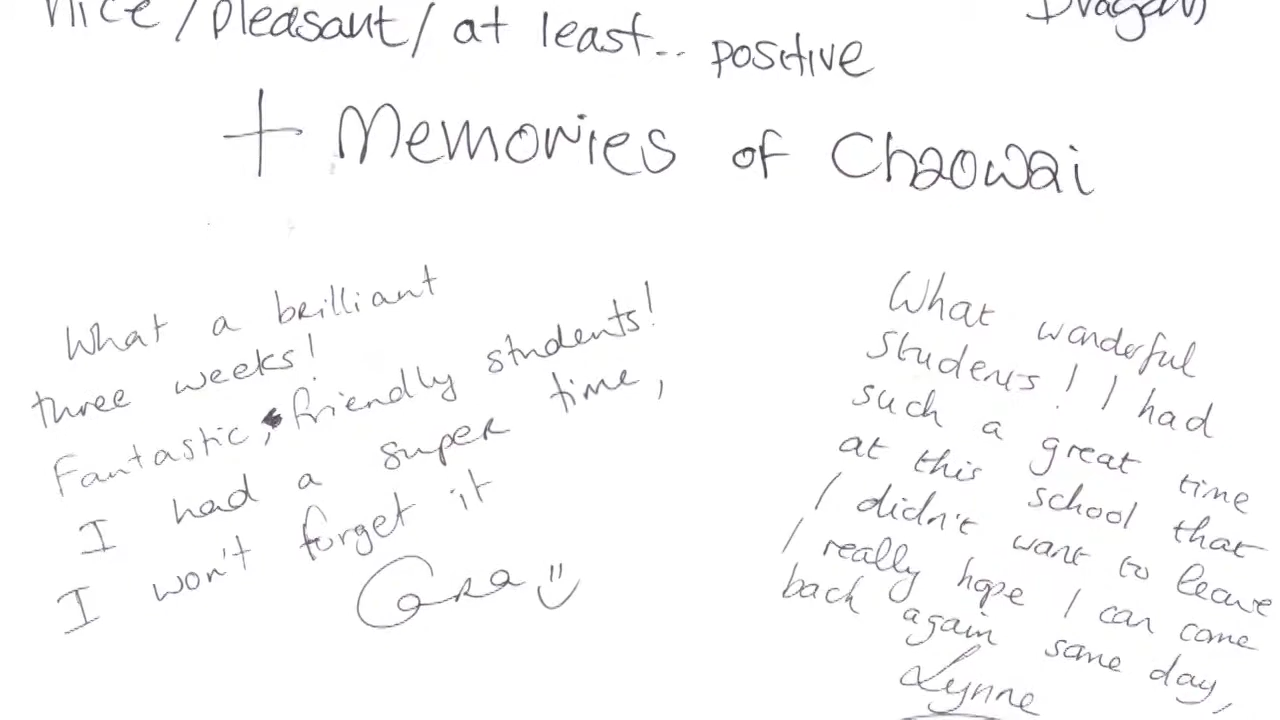 nice / pleasant / at least... positive
Dragan
+ Memories of Chaowai
What a brilliant
three weeks!
Fantastic, friendly students!
I had a super time,
I won't forget it
Cara
What wonderful
students! I had
such a great time
at this school that
I didn't want to leave
I really hope I can come
back again some day,
Lynne